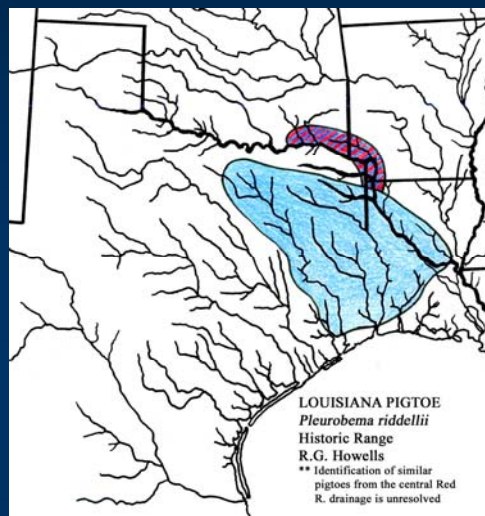 LOUISIANA PIGTOE
Pleurobema riddellii
Historic Range
R.G. Howells
** Identification of similar
pigtoes from the central Red
R. drainage is unresolved